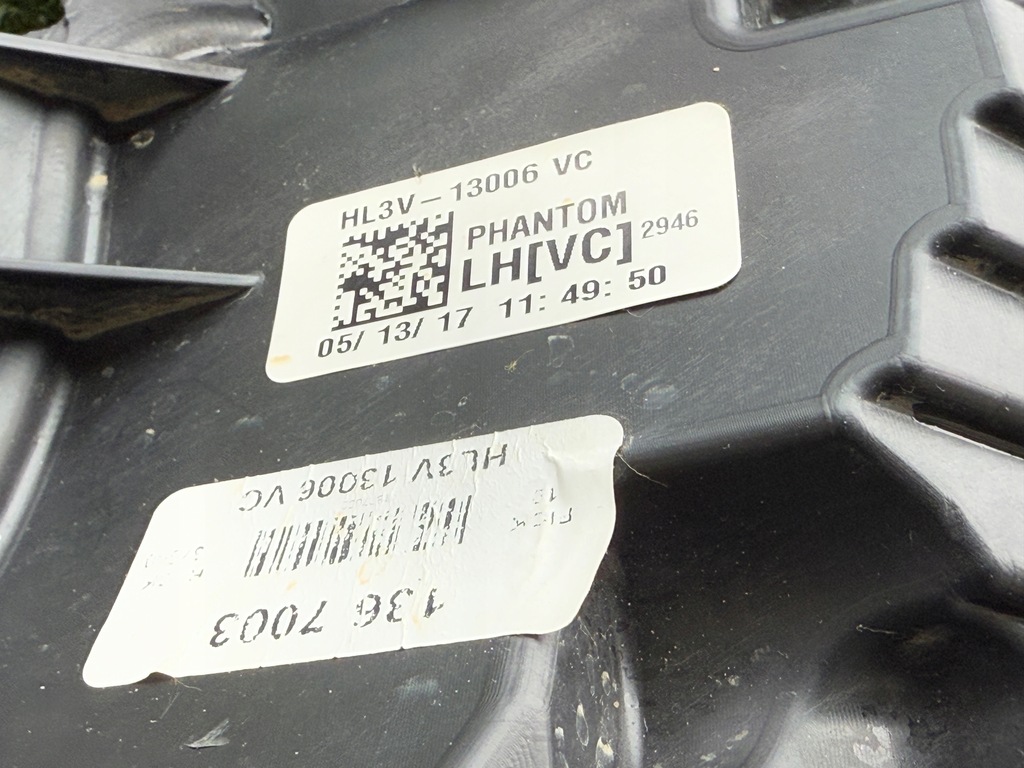 HL3V-13006 VC
PHANTOM
LH[VC] 2946
05/ 13/ 17 11: 49: 50
136 7003
HL3V 13006 VC